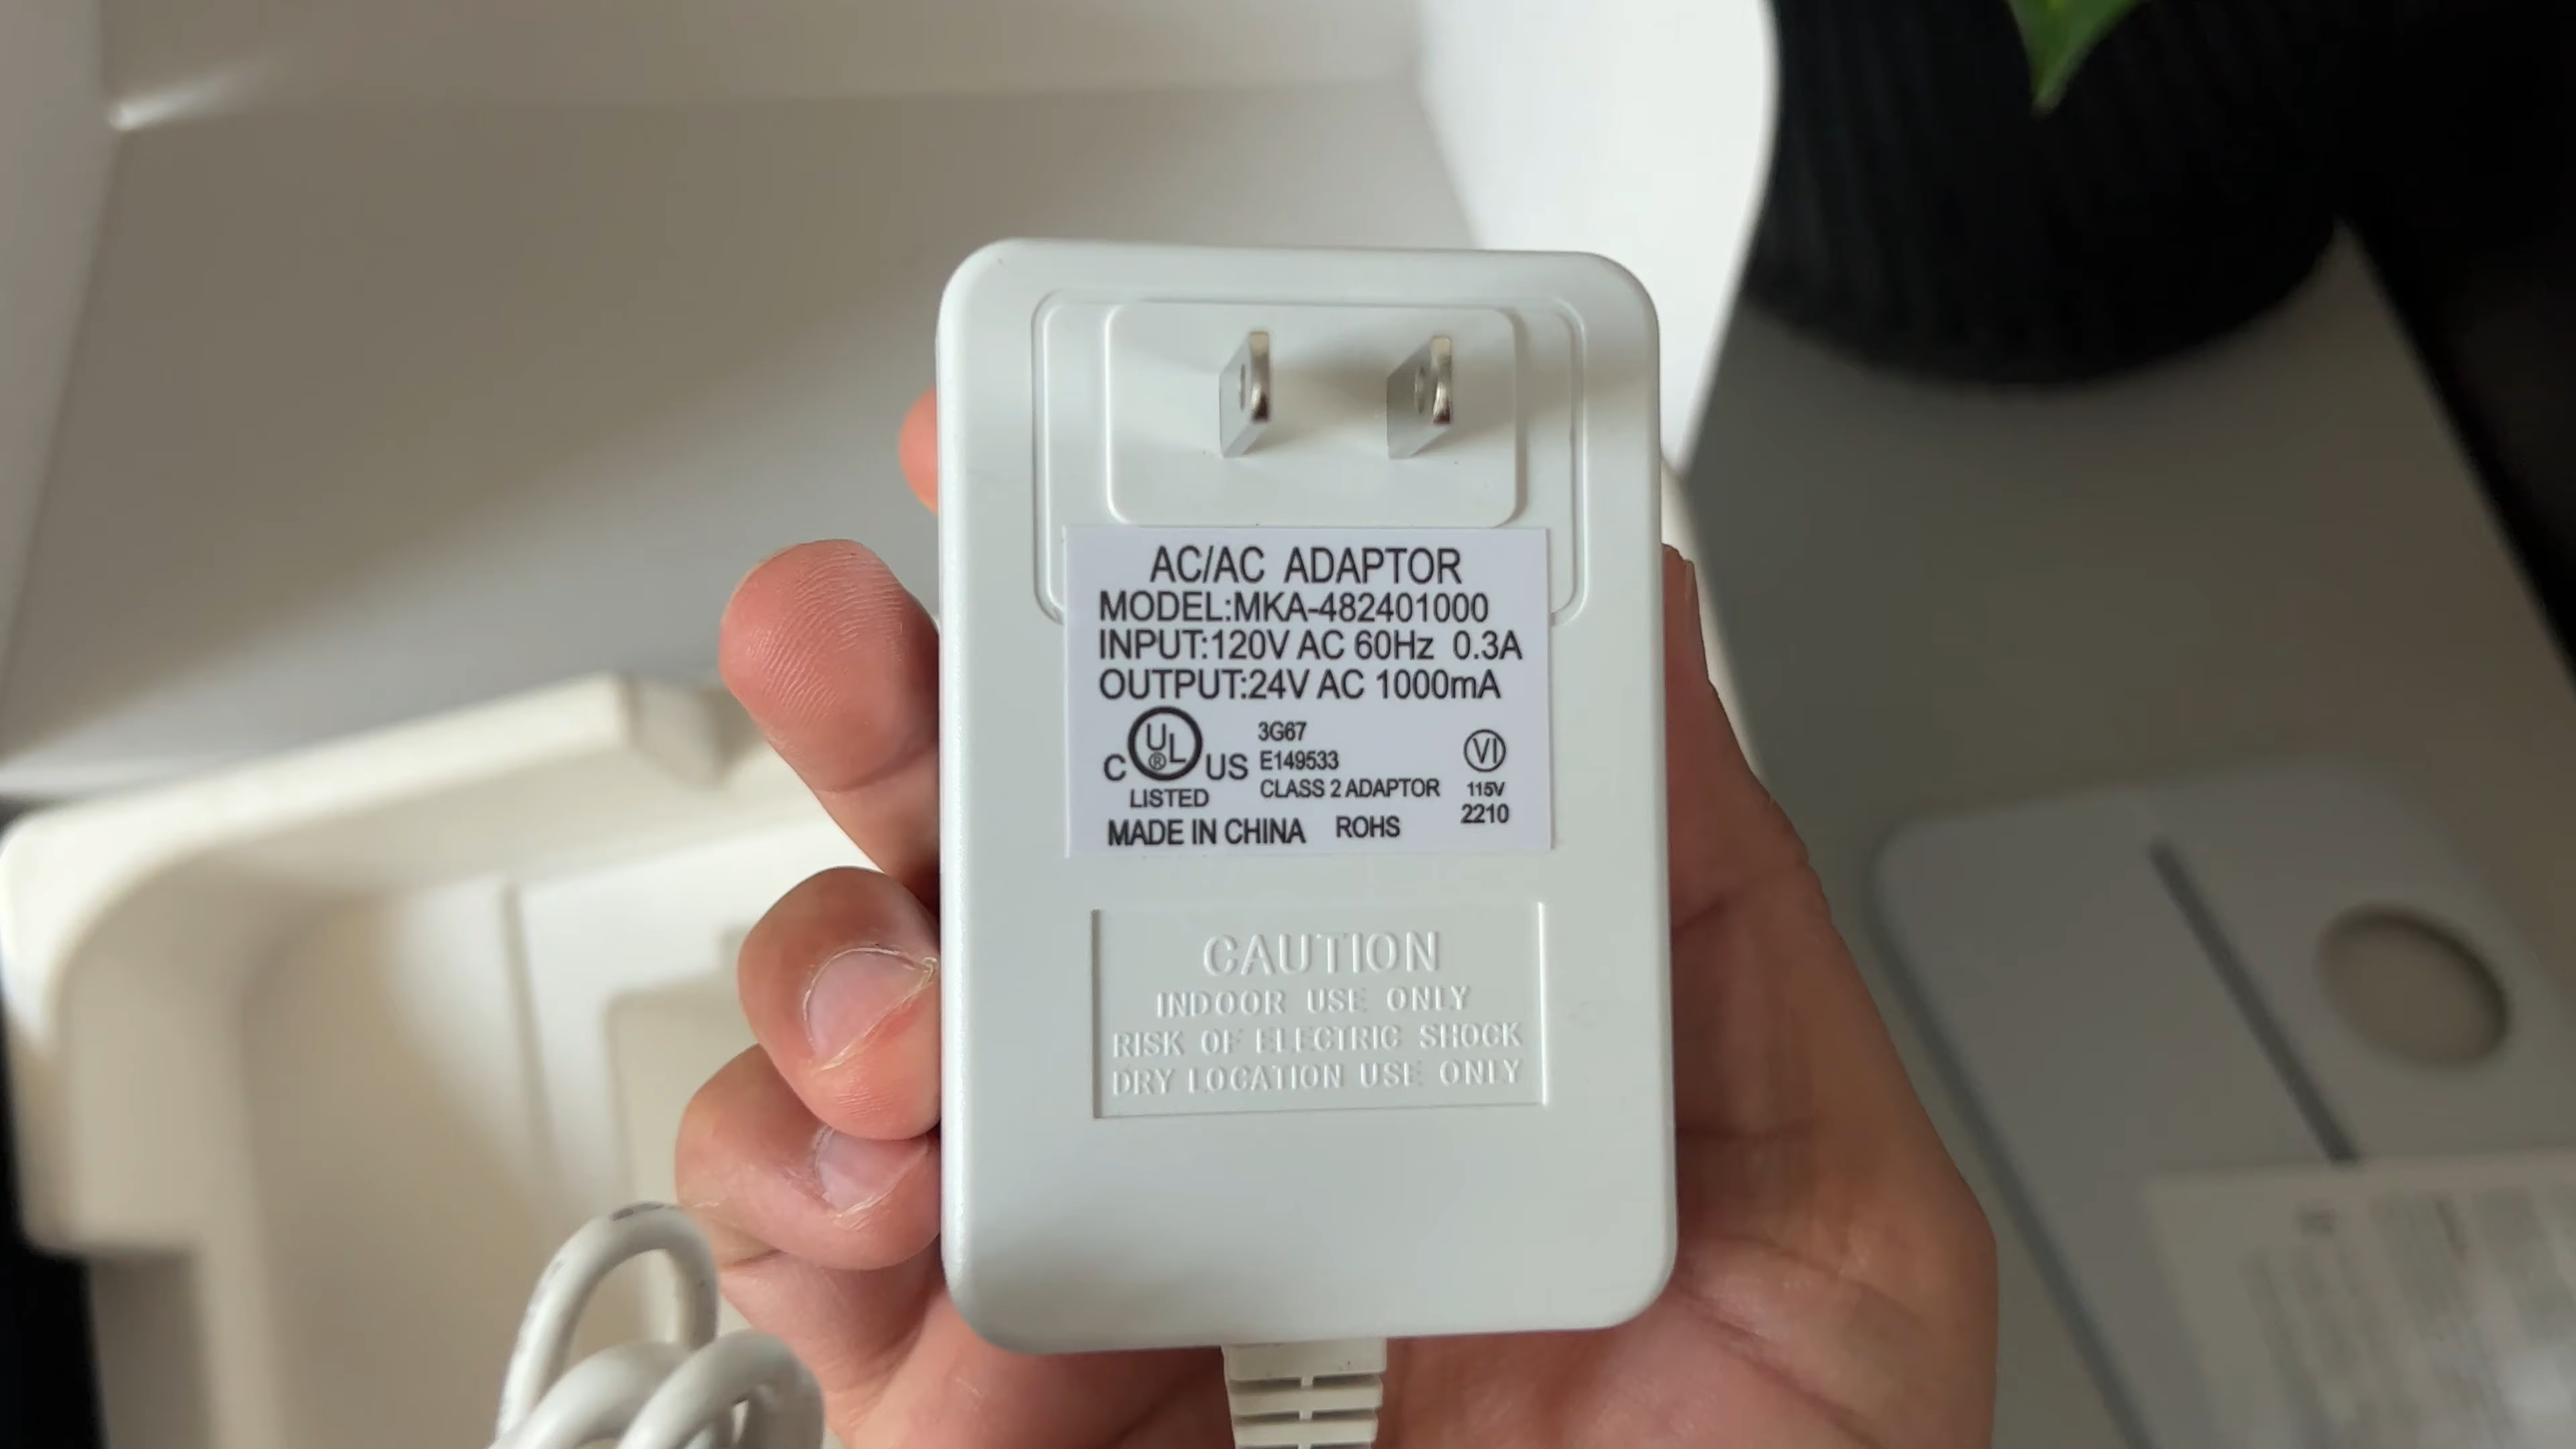 AC/AC ADAPTOR
MODEL:MKA-482401000
INPUT:120V AC 60Hz 0.3A
OUTPUT:24V AC 1000mA
C UL ® US
LISTED
3G67
E149533
CLASS 2 ADAPTOR
VI
115V
2210
MADE IN CHINA ROHS
CAUTION
INDOOR USE ONLY
RISK OF ELECTRIC SHOCK
DRY LOCATION USE ONLY